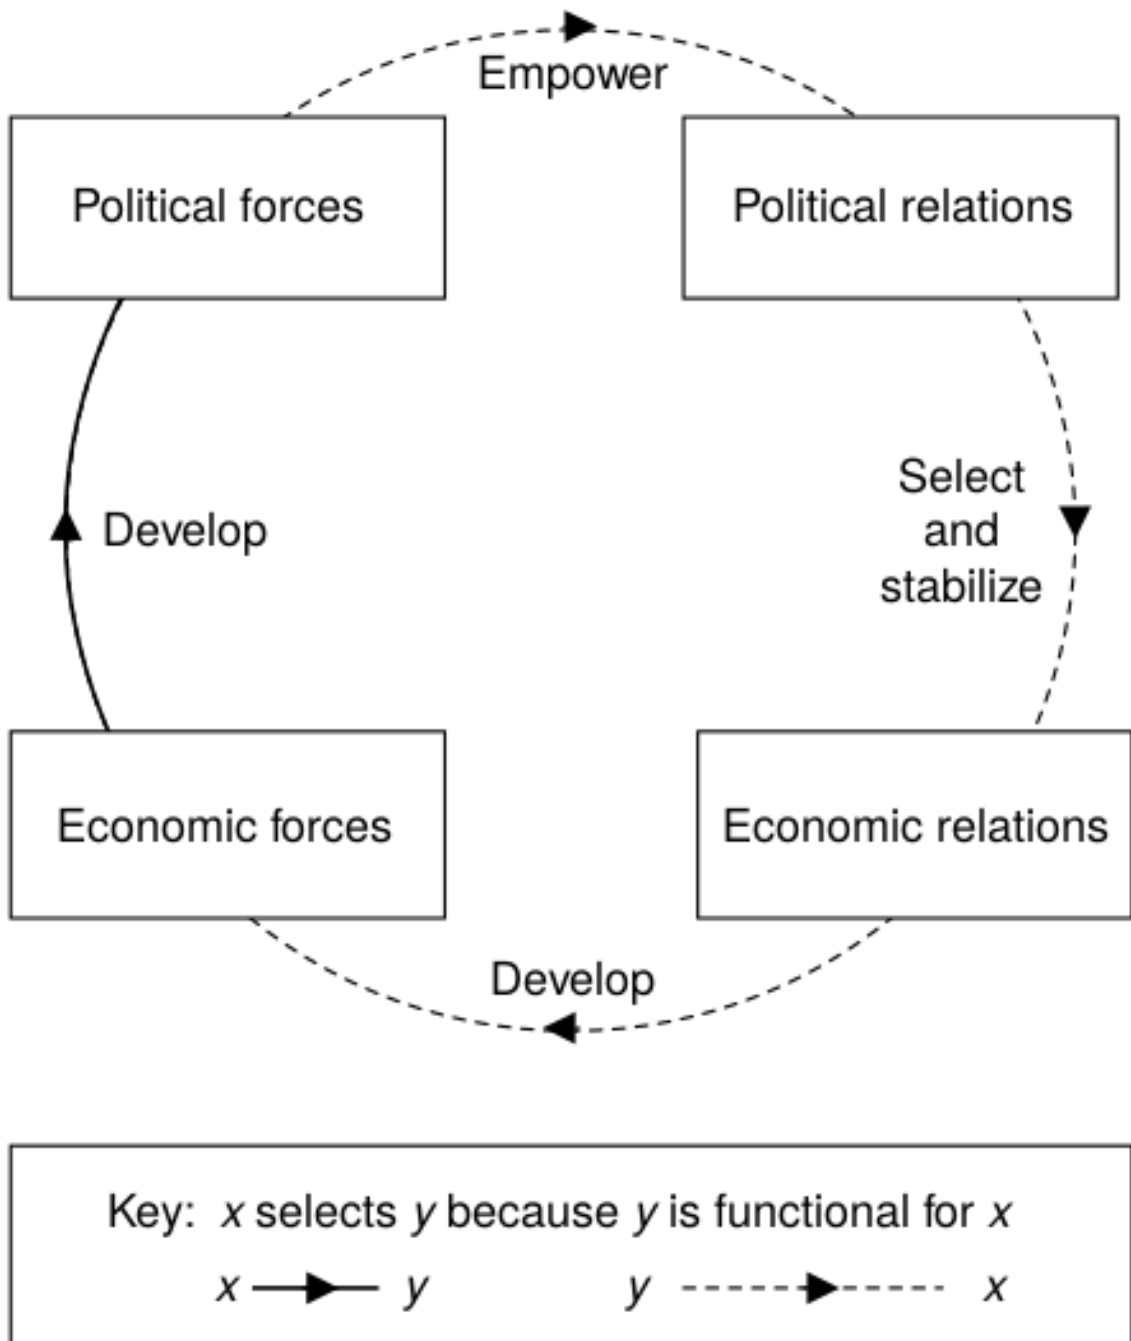 Empower
Political forces
Political relations
Develop
Select
and
stabilize
Economic forces
Economic relations
Develop
Key: x selects y because y is functional for x
x y y x